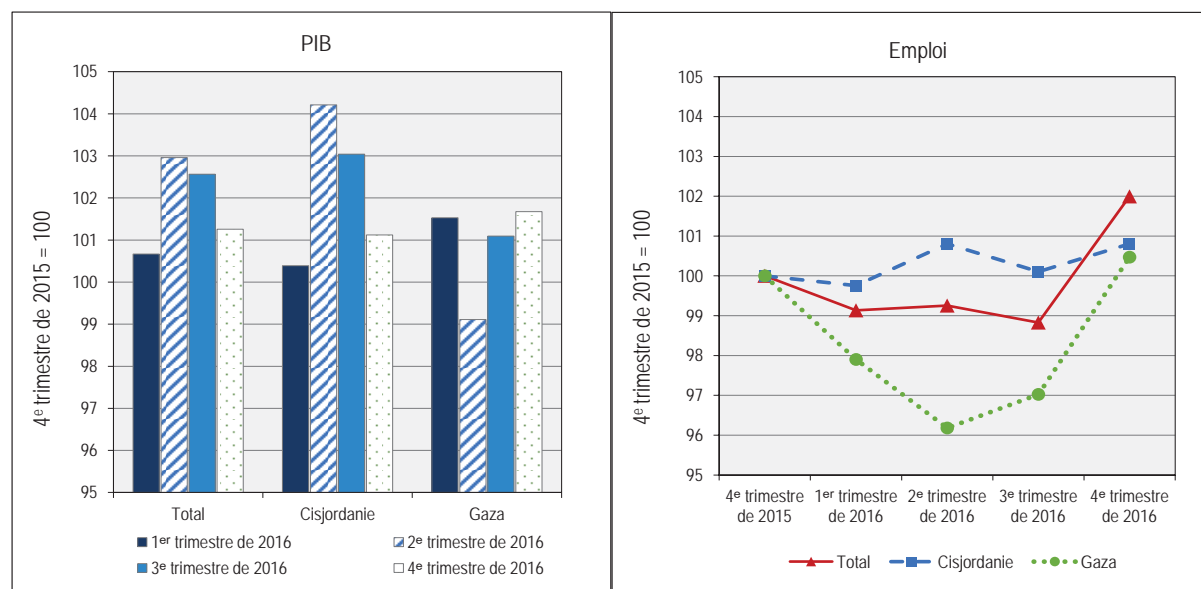 PIB
105
104
103
102
101
100
99
98
97
96
95
4e trimestre de 2015 = 100
Total Cisjordanie Gaza
1er trimestre de 2016 2e trimestre de 2016
3e trimestre de 2016 4e trimestre de 2016
Emploi
105
104
103
102
101
100
99
98
97
96
95
4e trimestre de 2015 = 100
4e trimestre 1er trimestre 2e trimestre 3e trimestre 4e trimestre
de 2015 de 2016 de 2016 de 2016 de 2016
Total Cisjordanie Gaza